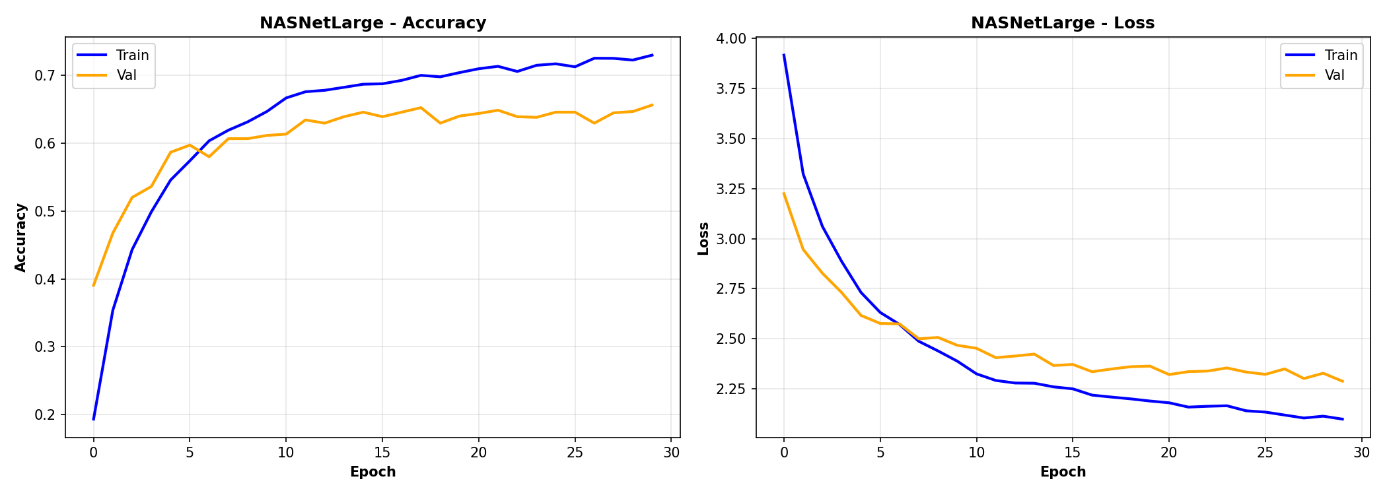 NASNetLarge - Accuracy
Train
Val
0.7
0.6
0.5
0.4
0.3
0.2
Accuracy
0 5 10 15 20 25 30
Epoch
NASNetLarge - Loss
Train
Val
4.00
3.75
3.50
3.25
3.00
2.75
2.50
2.25
Loss
0 5 10 15 20 25 30
Epoch